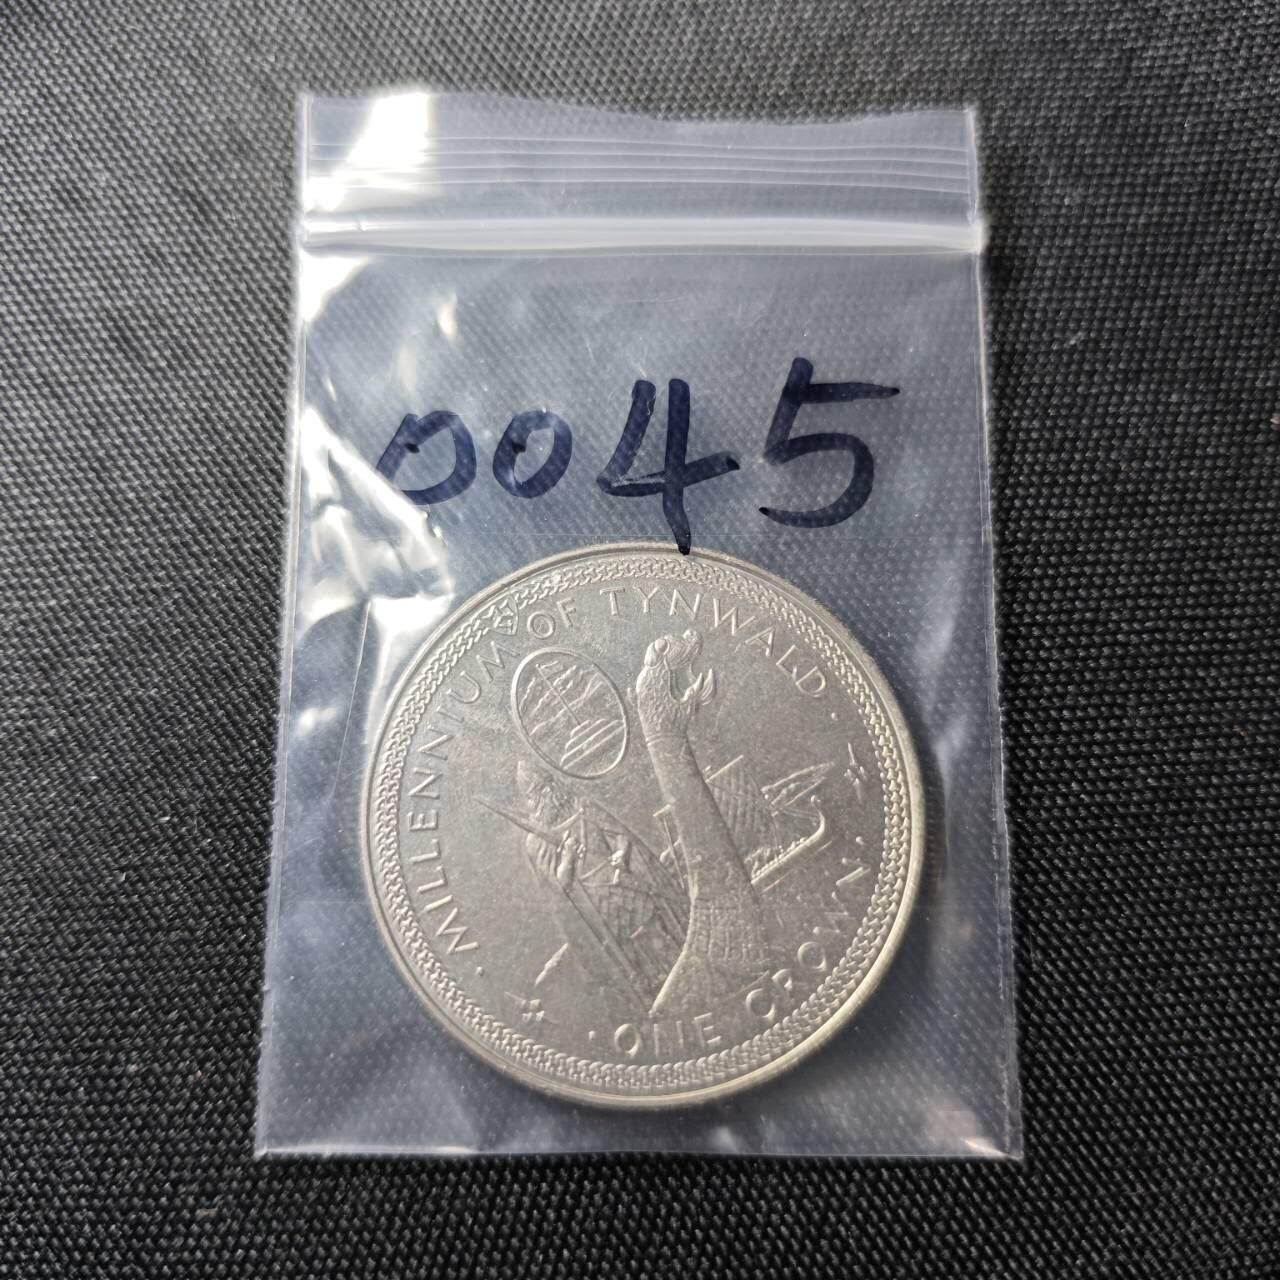 0045
· MILLENNIUM OF TYNWALD ·
· ONE CROWN ·